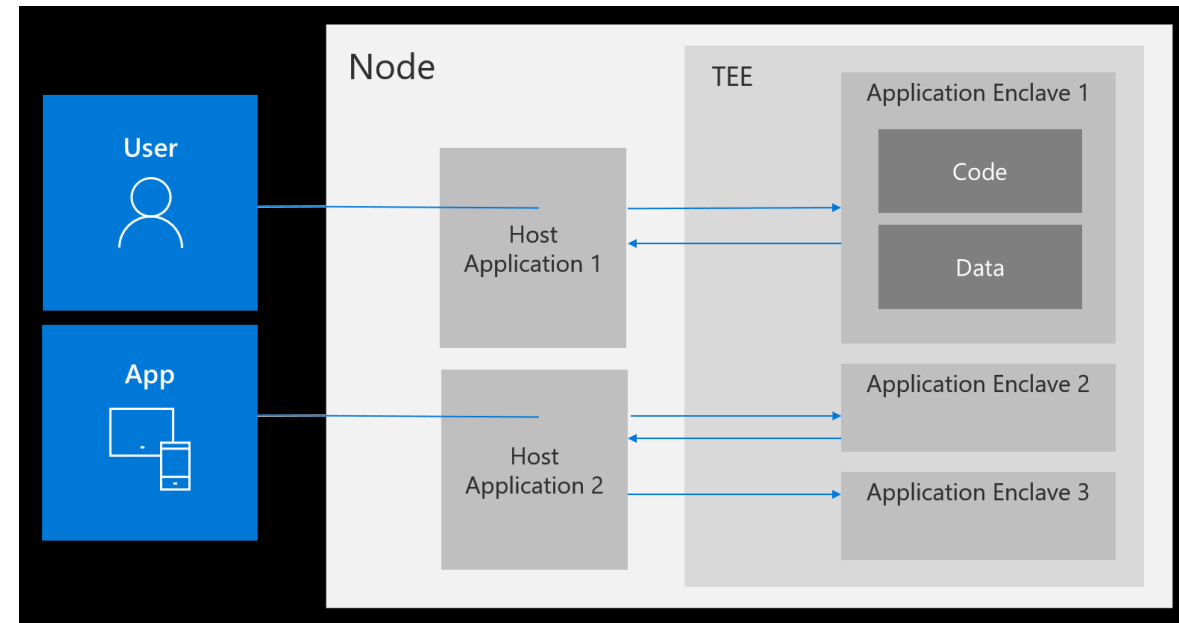 Node
TEE
User
App
Host
Application 1
Host
Application 2
Application Enclave 1
Code
Data
Application Enclave 2
Application Enclave 3